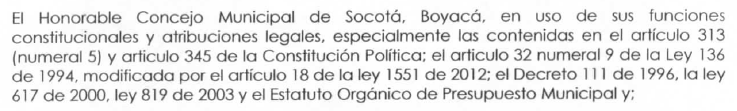 El Honorable Concejo Municipal de Socotá, Boyacá, en uso de sus funciones
constitucionales y atribuciones legales, especialmente las contenidas en el artículo 313
(numeral 5) y articulo 345 de la Constitución Política; el articulo 32 numeral 9 de la Ley 136
de 1994, modificada por el artículo 18 de la ley 1551 de 2012; el Decreto 111 de 1996, la ley
617 de 2000, ley 819 de 2003 y el Estatuto Orgánico de Presupuesto Municipal y;